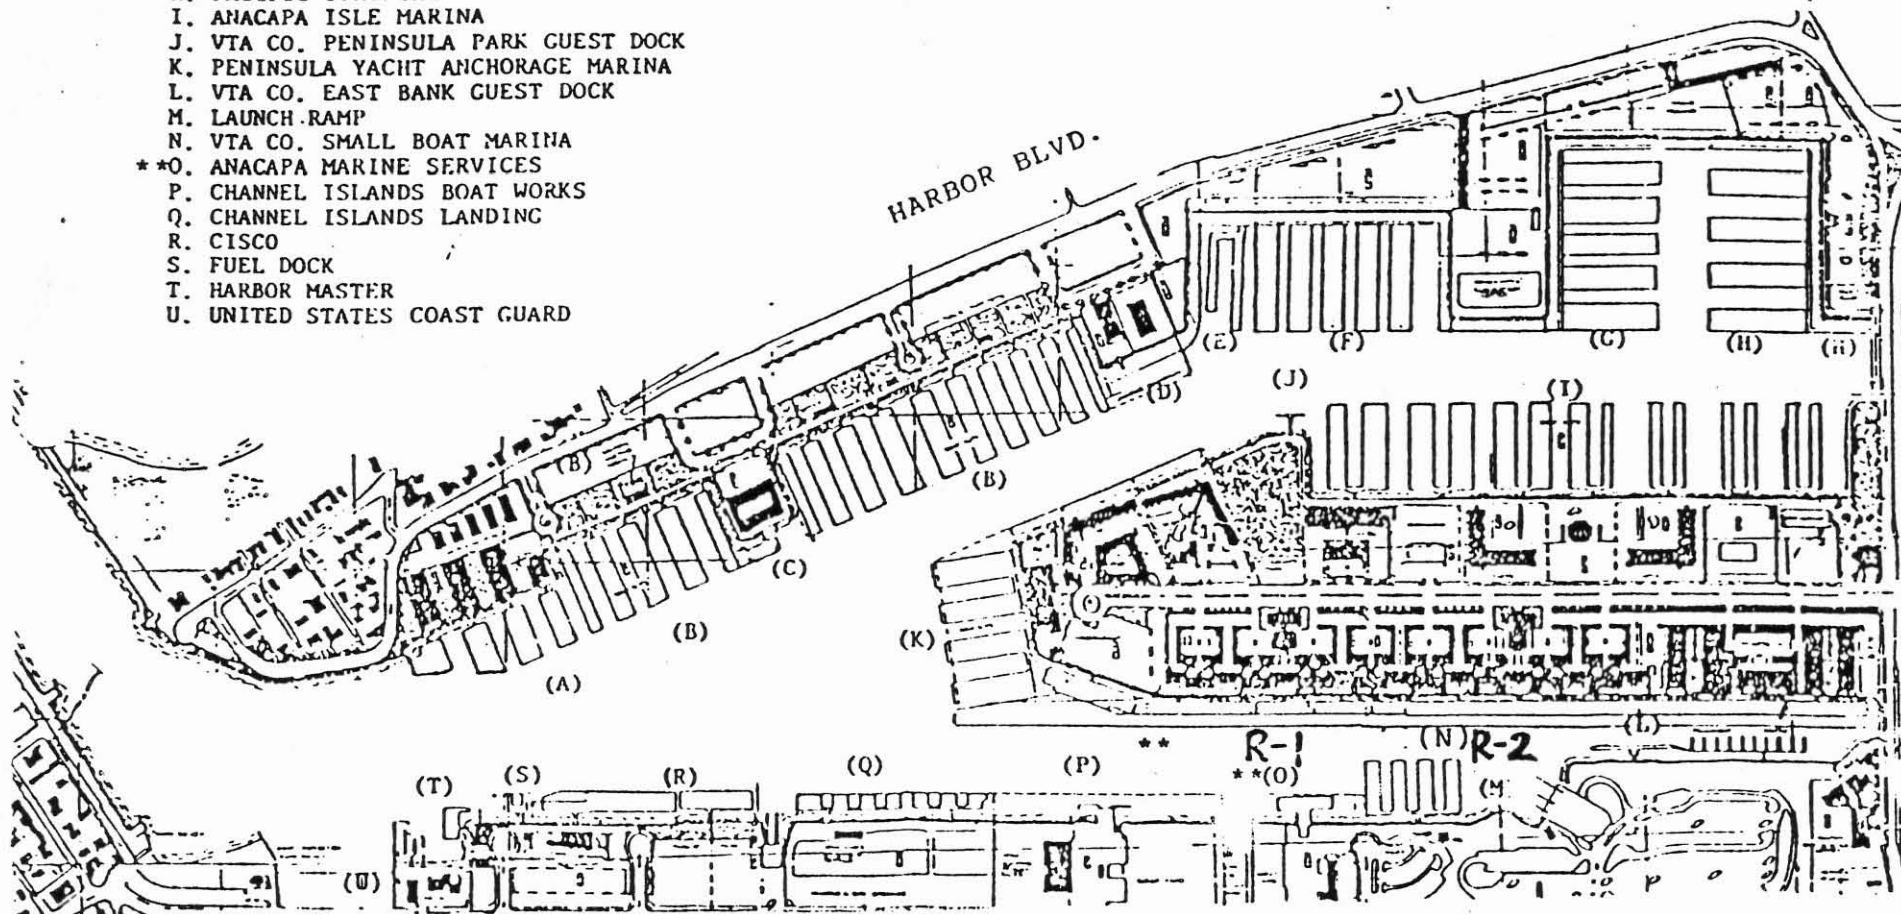 I. ANACAPA ISLE MARINA
J. VTA CO. PENINSULA PARK GUEST DOCK
K. PENINSULA YACHT ANCHORAGE MARINA
L. VTA CO. EAST BANK GUEST DOCK
M. LAUNCH RAMP
N. VTA CO. SMALL BOAT MARINA
**O. ANACAPA MARINE SERVICES
P. CHANNEL ISLANDS BOAT WORKS
Q. CHANNEL ISLANDS LANDING
R. CISCO
S. FUEL DOCK
T. HARBOR MASTER
U. UNITED STATES COAST GUARD
HARBOR BLVD.
(E) (F) (G) (H) (H)
(J) (I)
(D)
(B) (B)
(C)
(B)
(K)
(A)
** R-1 (N) R-2 (L)
(T) (S) (R) (Q) (P) **(O) (M
(U)